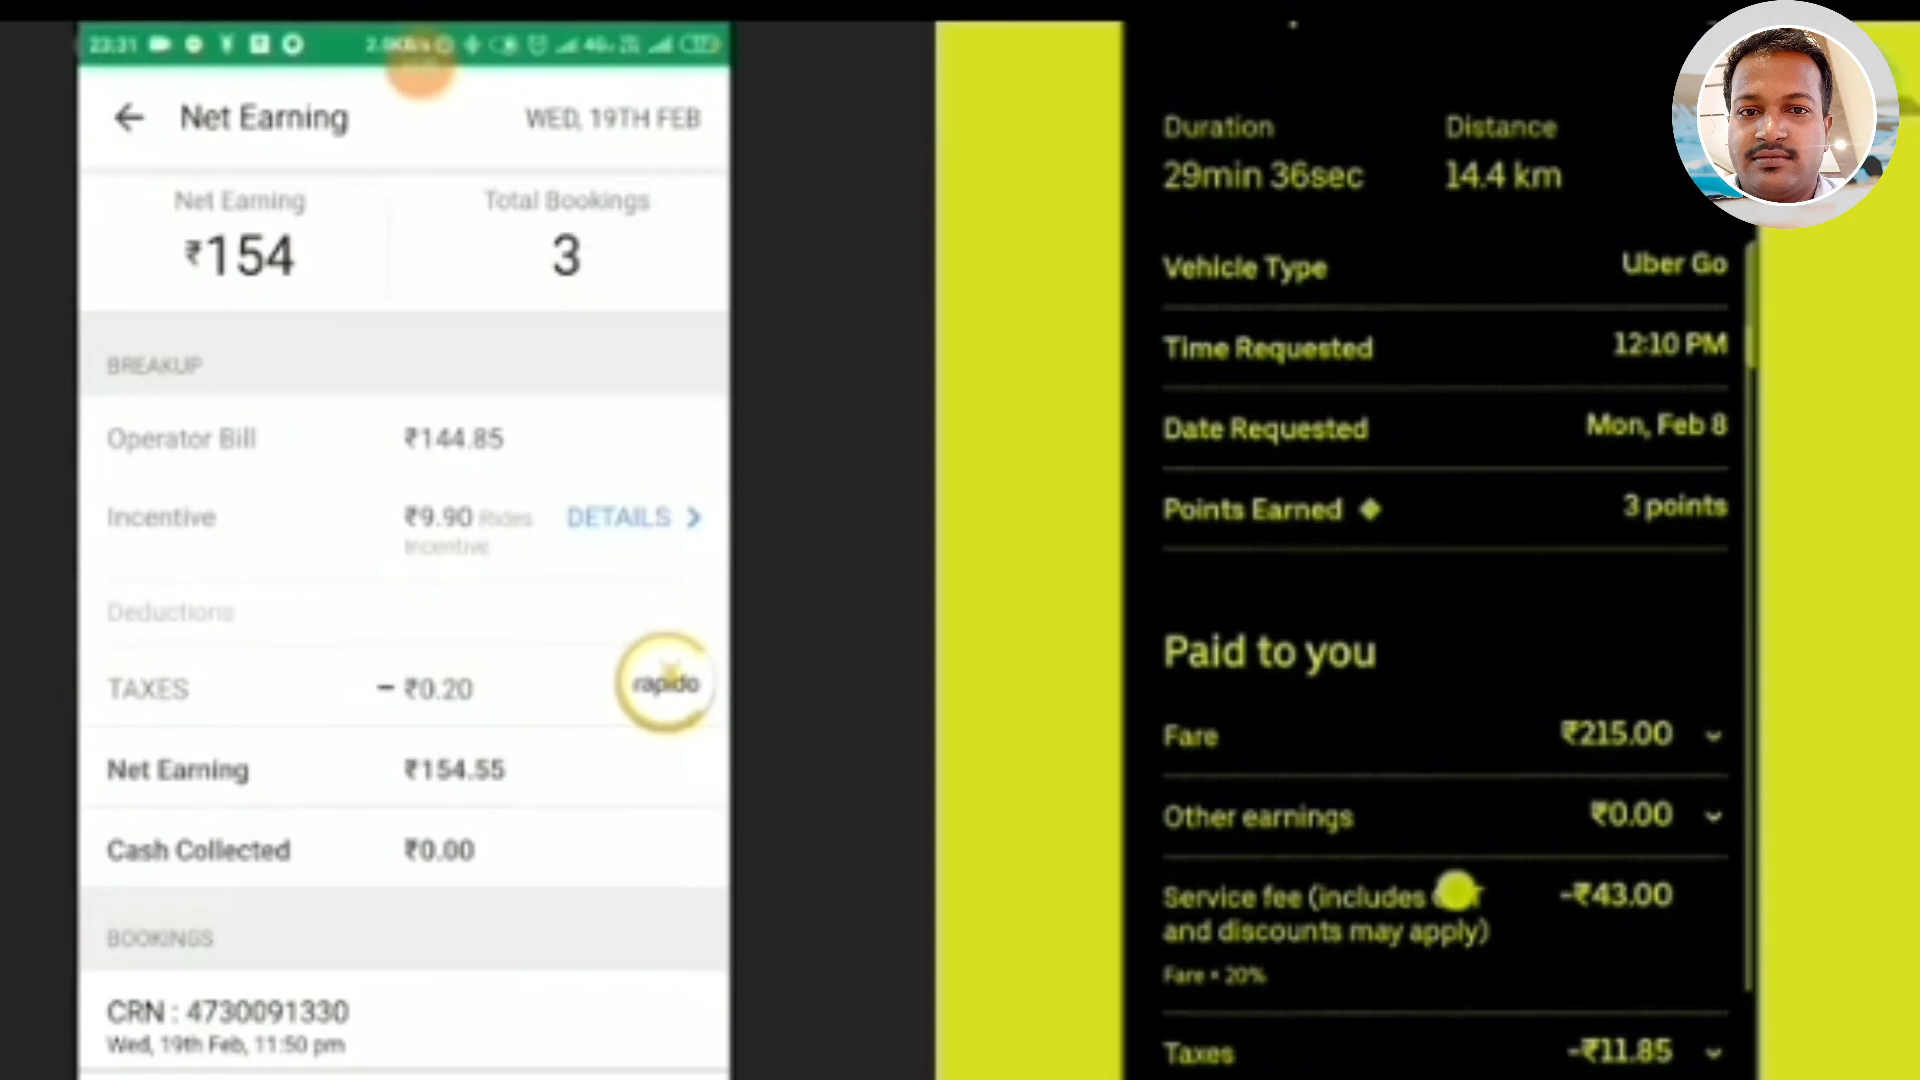 23:31
Net Earning
WED, 19TH FEB
Net Earning
Total Bookings
₹154
3
BREAKUP
Operator Bill
₹144.85
Incentive
₹9.90 Rides
Incentive
DETAILS
Deductions
TAXES
– ₹0.20
rapido
Net Earning
₹154.55
Cash Collected
₹0.00
BOOKINGS
CRN : 4730091330
Wed, 19th Feb, 11:50 pm
Duration
Distance
29min 36sec
14.4 km
Vehicle Type
Uber Go
Time Requested
12:10 PM
Date Requested
Mon, Feb 8
Points Earned
3 points
Paid to you
Fare
₹215.00
Other earnings
₹0.00
Service fee (includes
and discounts may apply)
-₹43.00
Fare • 20%
Taxes
-₹11.85